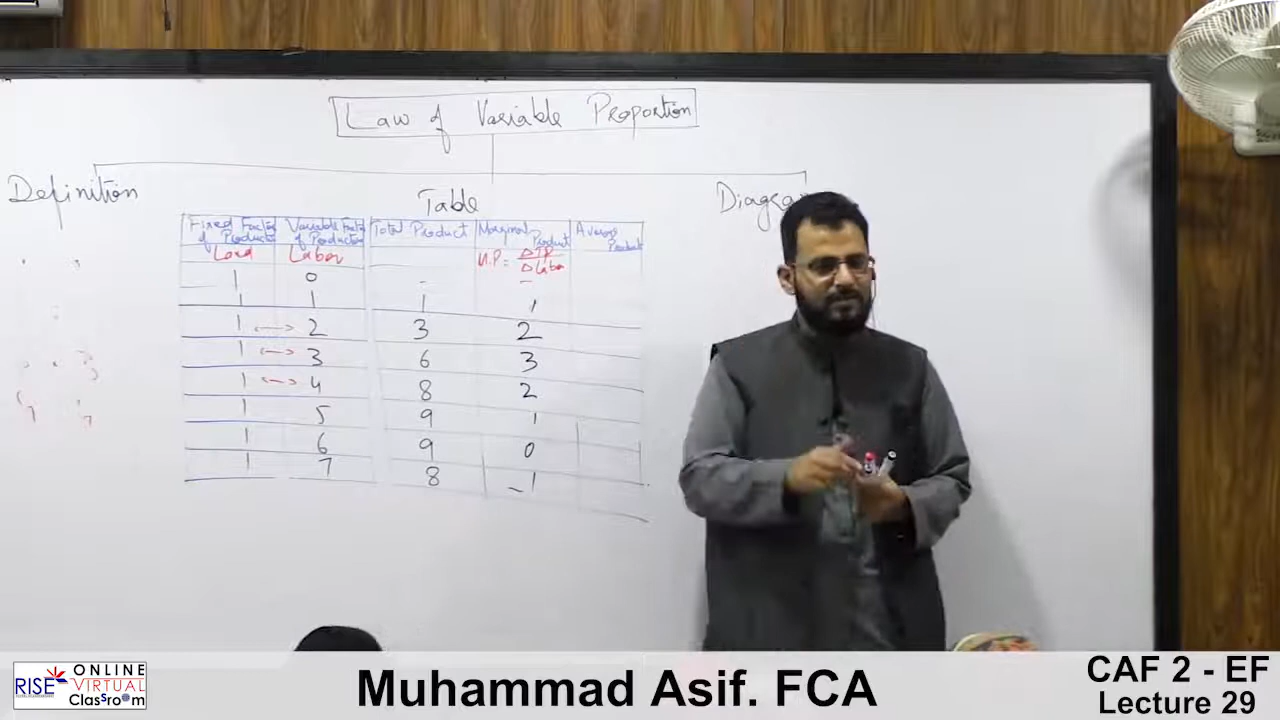 Law of Variable Proportion
Definition
Table
Diagram
Fixed Factor of Production
Variable Factor of Production
Total Product
Marginal Product
Average Product
Land
Labor
M.P = ΔTP / Δ Labor
1 0 - -
1 1 1 1
1 2 3 2
1 3 6 3
1 4 8 2
1 5 9 1
1 6 9 0
1 7 8 -1
RISE ONLINE VIRTUAL Classroom
Muhammad Asif. FCA
CAF 2 - EF
Lecture 29